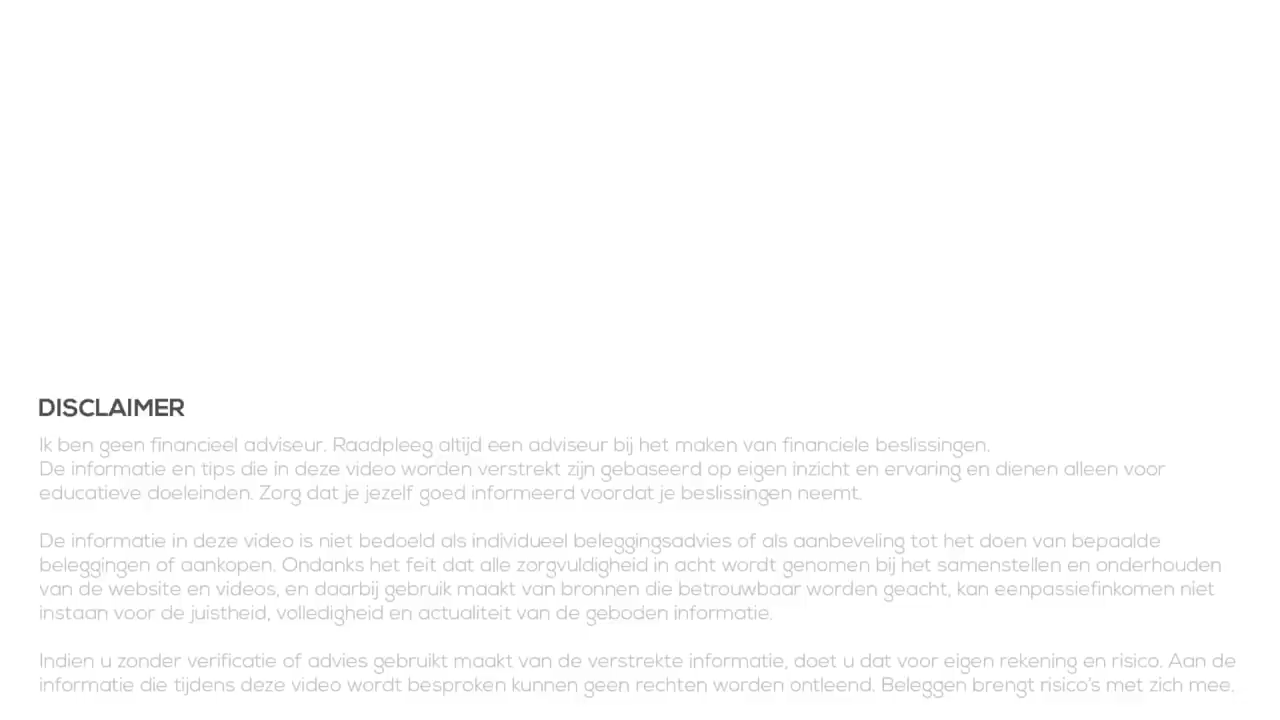 DISCLAIMER
Ik ben geen financieel adviseur. Raadpleeg altijd een adviseur bij het maken van financiele beslissingen.
De informatie en tips die in deze video worden verstrekt zijn gebaseerd op eigen inzicht en ervaring en dienen alleen voor
educatieve doeleinden. Zorg dat je jezelf goed informeerd voordat je beslissingen neemt.
De informatie in deze video is niet bedoeld als individueel beleggingsadvies of als aanbeveling tot het doen van bepaalde
beleggingen of aankopen. Ondanks het feit dat alle zorgvuldigheid in acht wordt genomen bij het samenstellen en onderhouden
van de website en videos, en daarbij gebruik maakt van bronnen die betrouwbaar worden geacht, kan eenpassiefinkomen niet
instaan voor de juistheid, volledigheid en actualiteit van de geboden informatie.
Indien u zonder verificatie of advies gebruikt maakt van de verstrekte informatie, doet u dat voor eigen rekening en risico. Aan de
informatie die tijdens deze video wordt besproken kunnen geen rechten worden ontleend. Beleggen brengt risico's met zich mee.